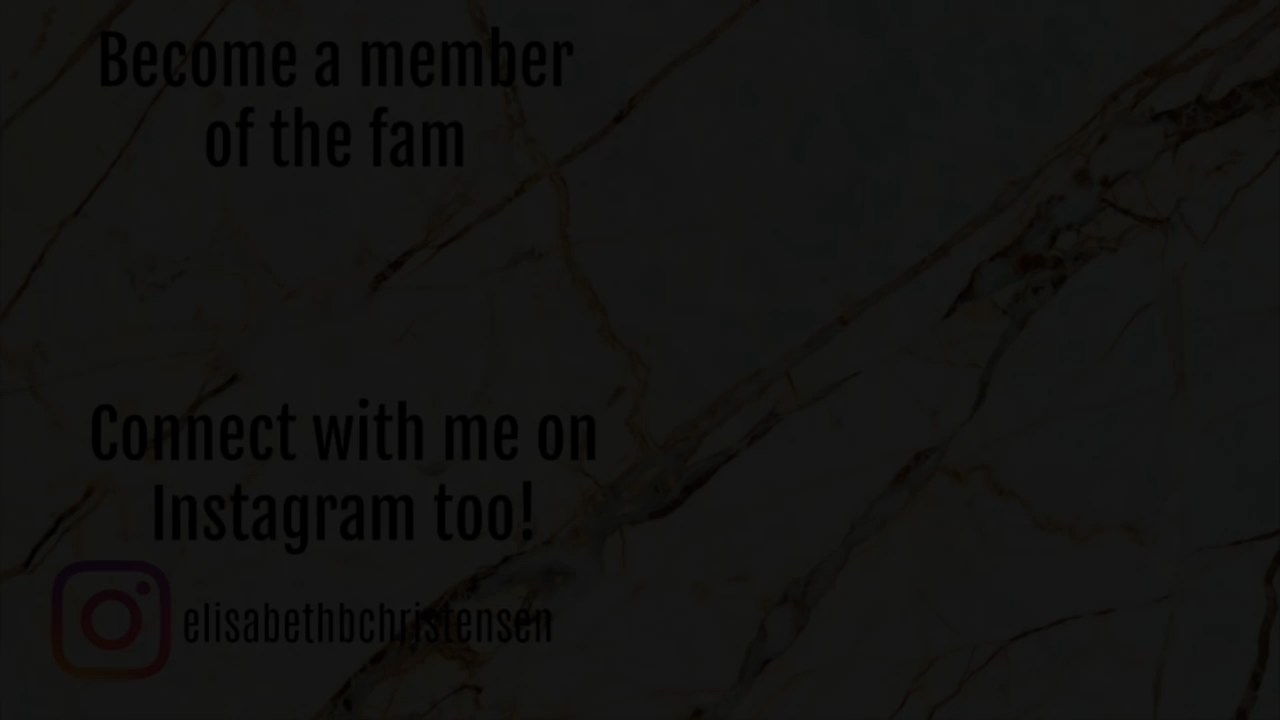 Become a member
of the fam
Connect with me on
Instagram too!
elisabethbchristensen